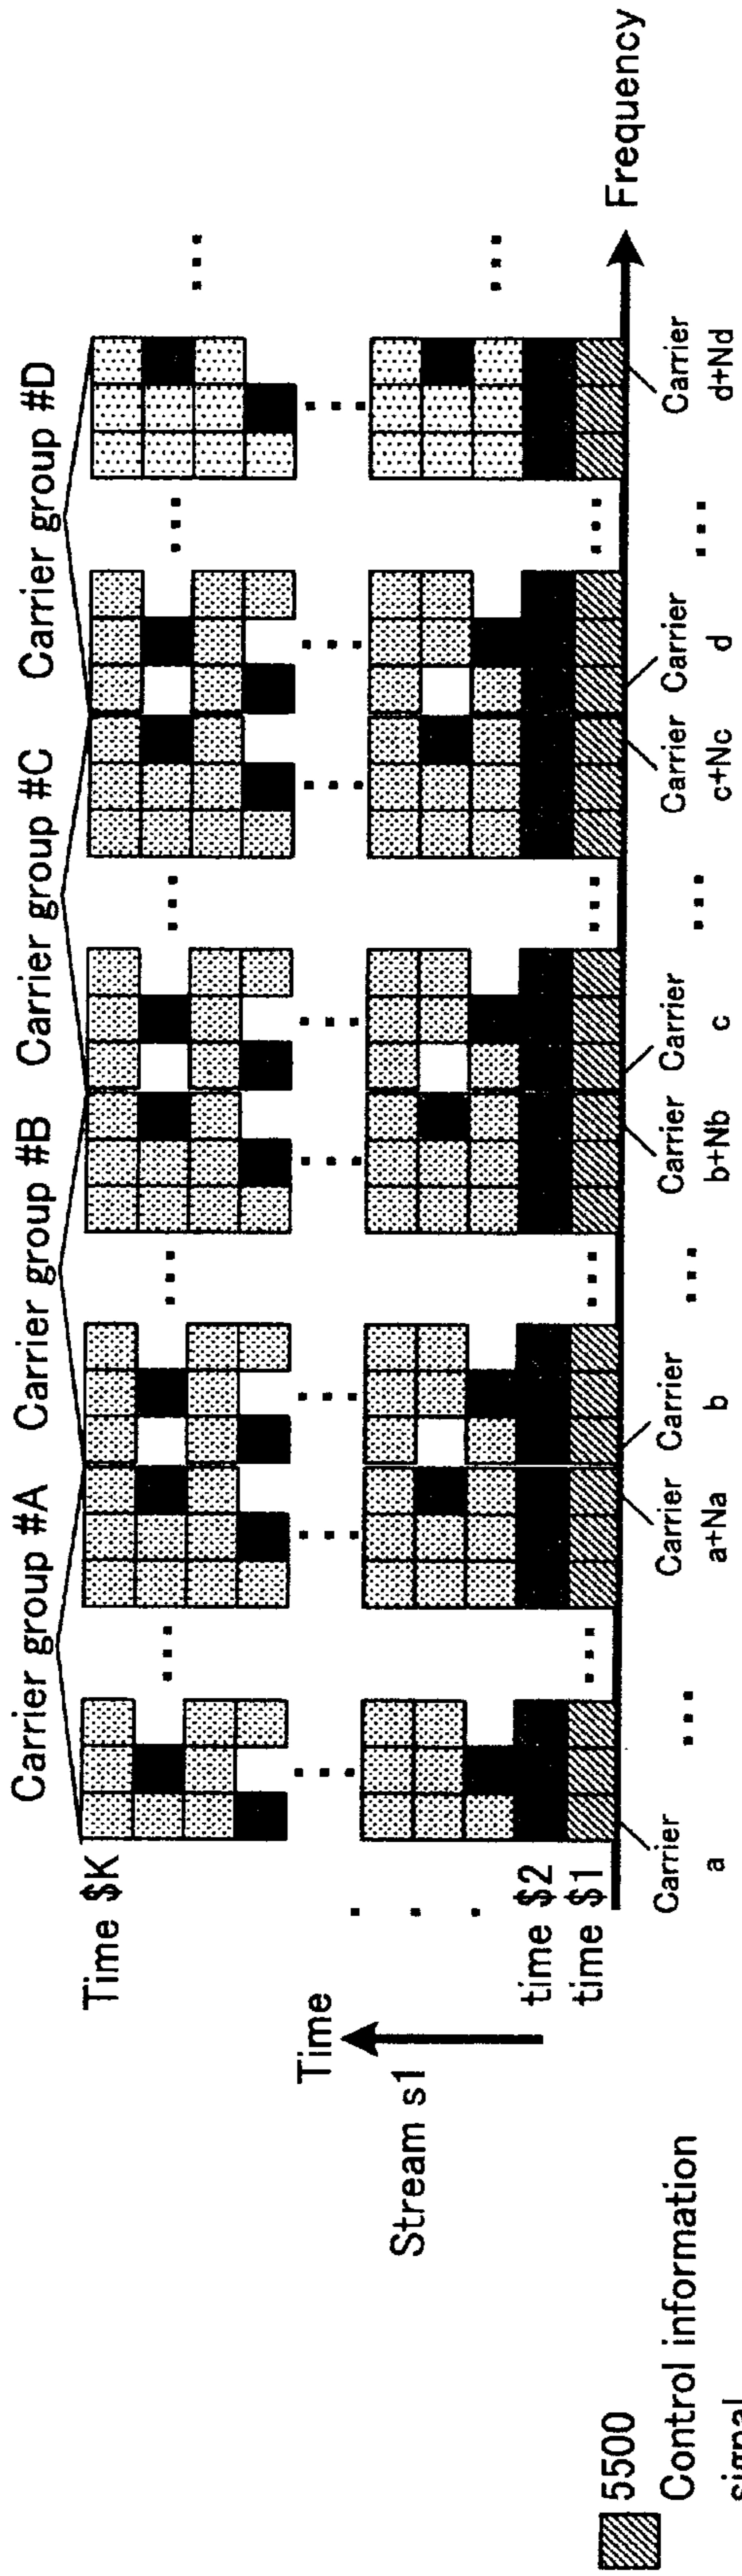 Carrier group #A Carrier group #B Carrier group #C Carrier group #D
Time $K
Time
Stream s1
time $2
time $1
Frequency
Carrier a
Carrier a+Na
Carrier b
Carrier b+Nb
Carrier c
Carrier c+Nc
Carrier d
Carrier d+Nd
5500
Control information
signal